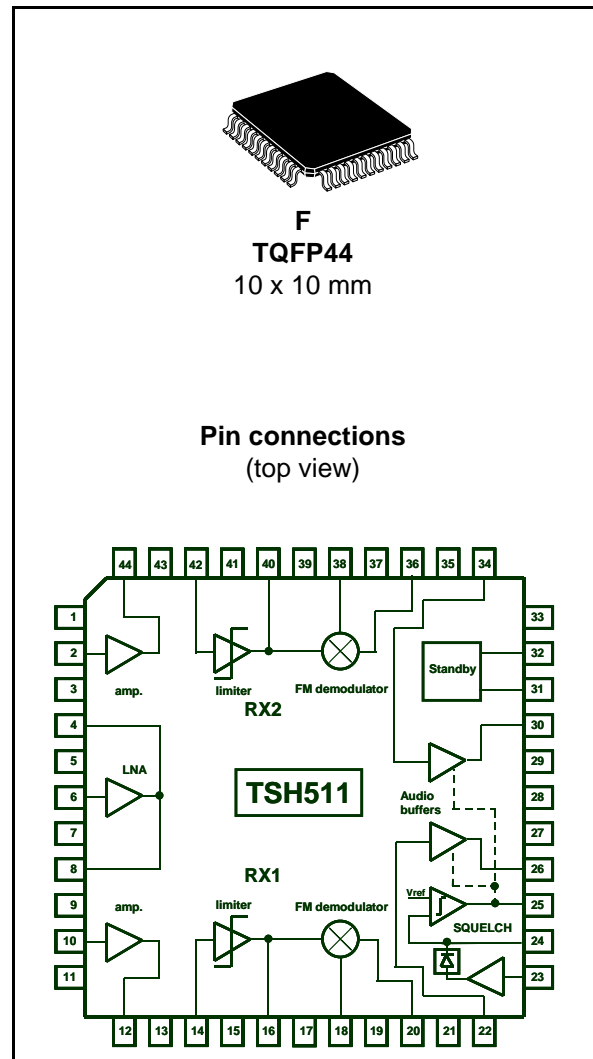 F
TQFP44
10 x 10 mm
Pin connections
(top view)
44 43 42 41 40 39 38 37 36 35 34
1 33
2 Standby 32
3 amp. limiter FM demodulator 31
RX2
4 30
5 LNA 29
TSH511
6 Audio 28
buffers
7 27
8 RX1 26
9 amp. limiter FM demodulator Vref 25
SQUELCH
10 24
11 23
12 13 14 15 16 17 18 19 20 21 22